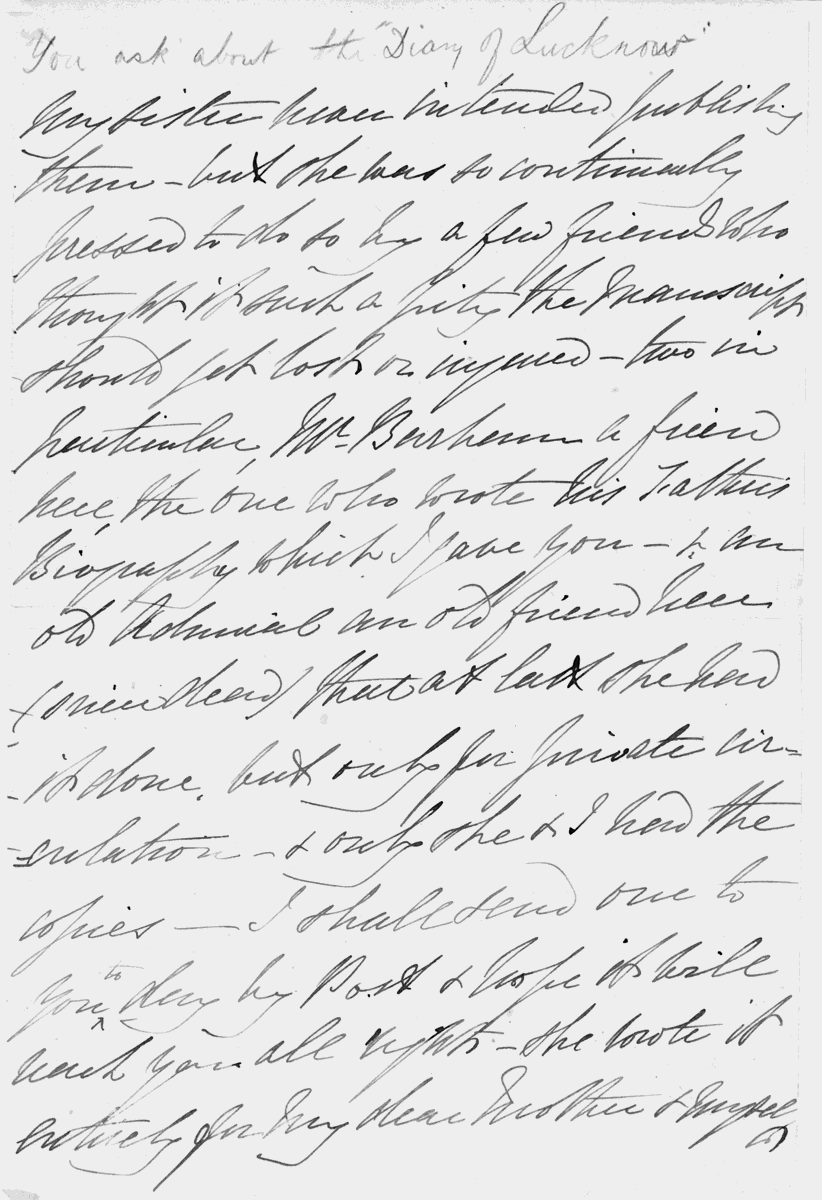 You ask about the "Diary of Lucknow"
My sister never intended publishing
them - but she was so continually
pressed to do so by a few friends who
thought it such a pity the Manuscript
should get lost or injured - two in
particular, Mr. Barham a friend
here, the one who wrote his Fathers
Biography which I gave you - & an
old Admiral an old friend here
(since dead) that at last she had
it done, but only for private cir=
=culation - & only she & I had the
copies — I shall send one to
you to day by Post & hope it will
reach you all right - she wrote it
entirely for my dear Mother & myself